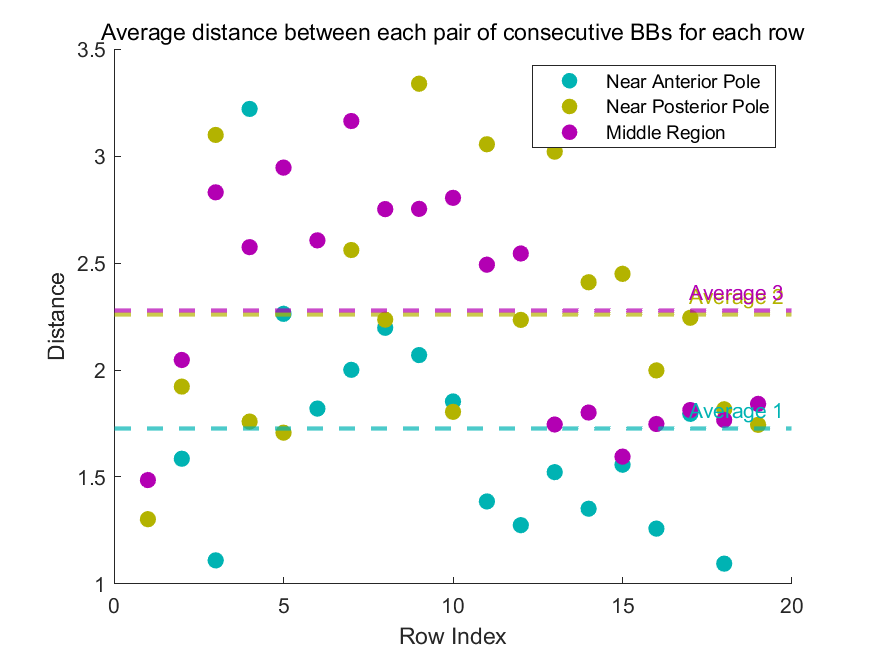 Average distance between each pair of consecutive BBs for each row
Near Anterior Pole
Near Posterior Pole
Middle Region
3.5
3
2.5
2
1.5
1
Distance
Average 3
Average 2
Average 1
0
5
10
15
20
Row Index